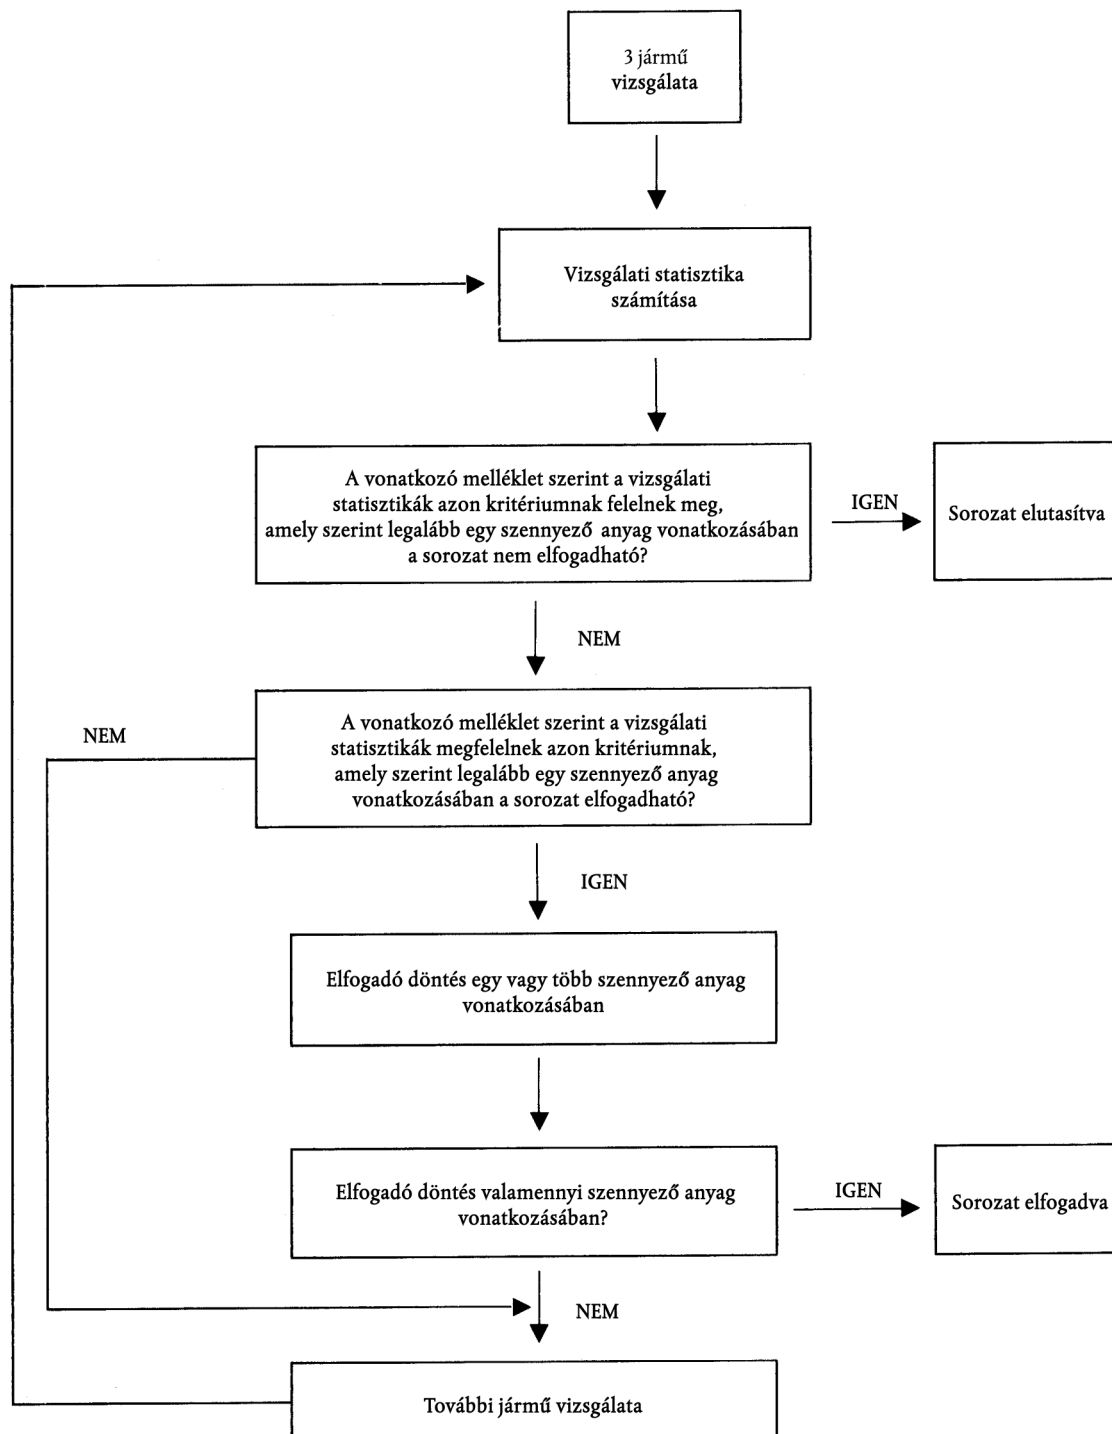 3 jármű
vizsgálata
Vizsgálati statisztika
számítása
A vonatkozó melléklet szerint a vizsgálati
statisztikák azon kritériumnak felelnek meg,
amely szerint legalább egy szennyező anyag vonatkozásában
a sorozat nem elfogadható?
IGEN
Sorozat elutasítva
NEM
A vonatkozó melléklet szerint a vizsgálati
statisztikák megfelelnek azon kritériumnak,
amely szerint legalább egy szennyező anyag
vonatkozásában a sorozat elfogadható?
NEM
IGEN
Elfogadó döntés egy vagy több szennyező anyag
vonatkozásában
Elfogadó döntés valamennyi szennyező anyag
vonatkozásában?
IGEN
Sorozat elfogadva
NEM
További jármű vizsgálata